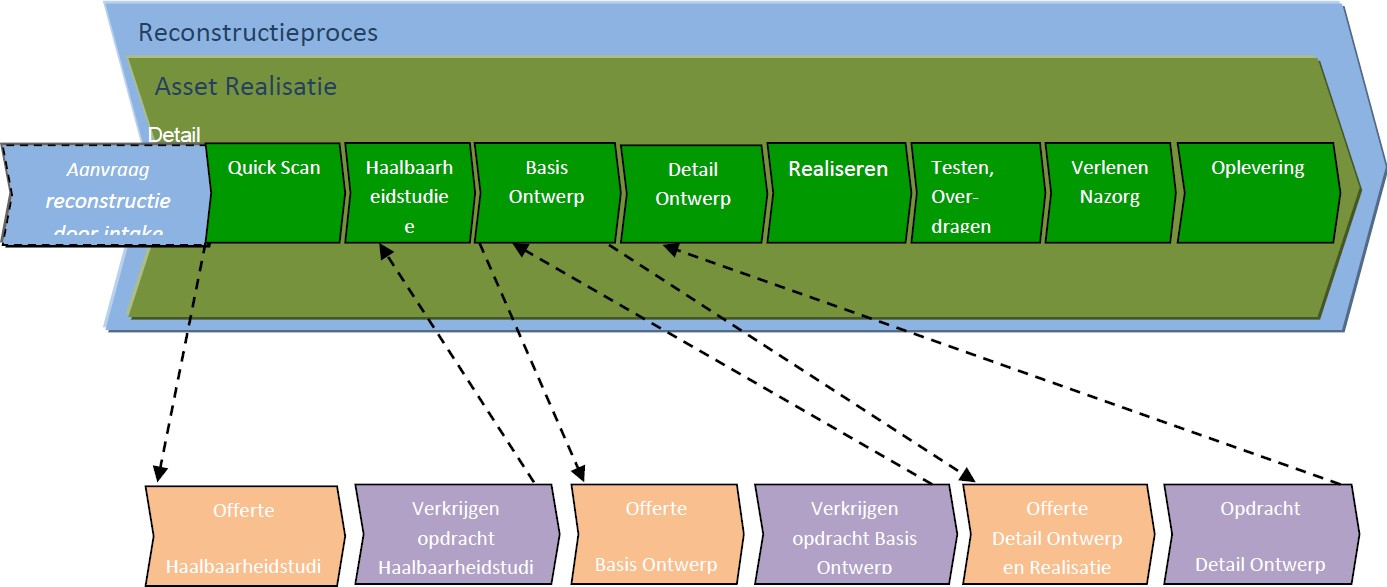 Reconstructieproces
Asset Realisatie
Detail
Aanvraag
reconstructie
door intake
Quick Scan
Haalbaarh
eidstudie
e
Basis
Ontwerp
Detail
Ontwerp
Realiseren
Testen,
Over-
dragen
Verlenen
Nazorg
Oplevering
Offerte
Haalbaarheidstudi
Verkrijgen
opdracht
Haalbaarheidstudi
Offerte
Basis Ontwerp
Verkrijgen
opdracht Basis
Ontwerp
Offerte
Detail Ontwerp
en Realisatie
Opdracht
Detail Ontwerp